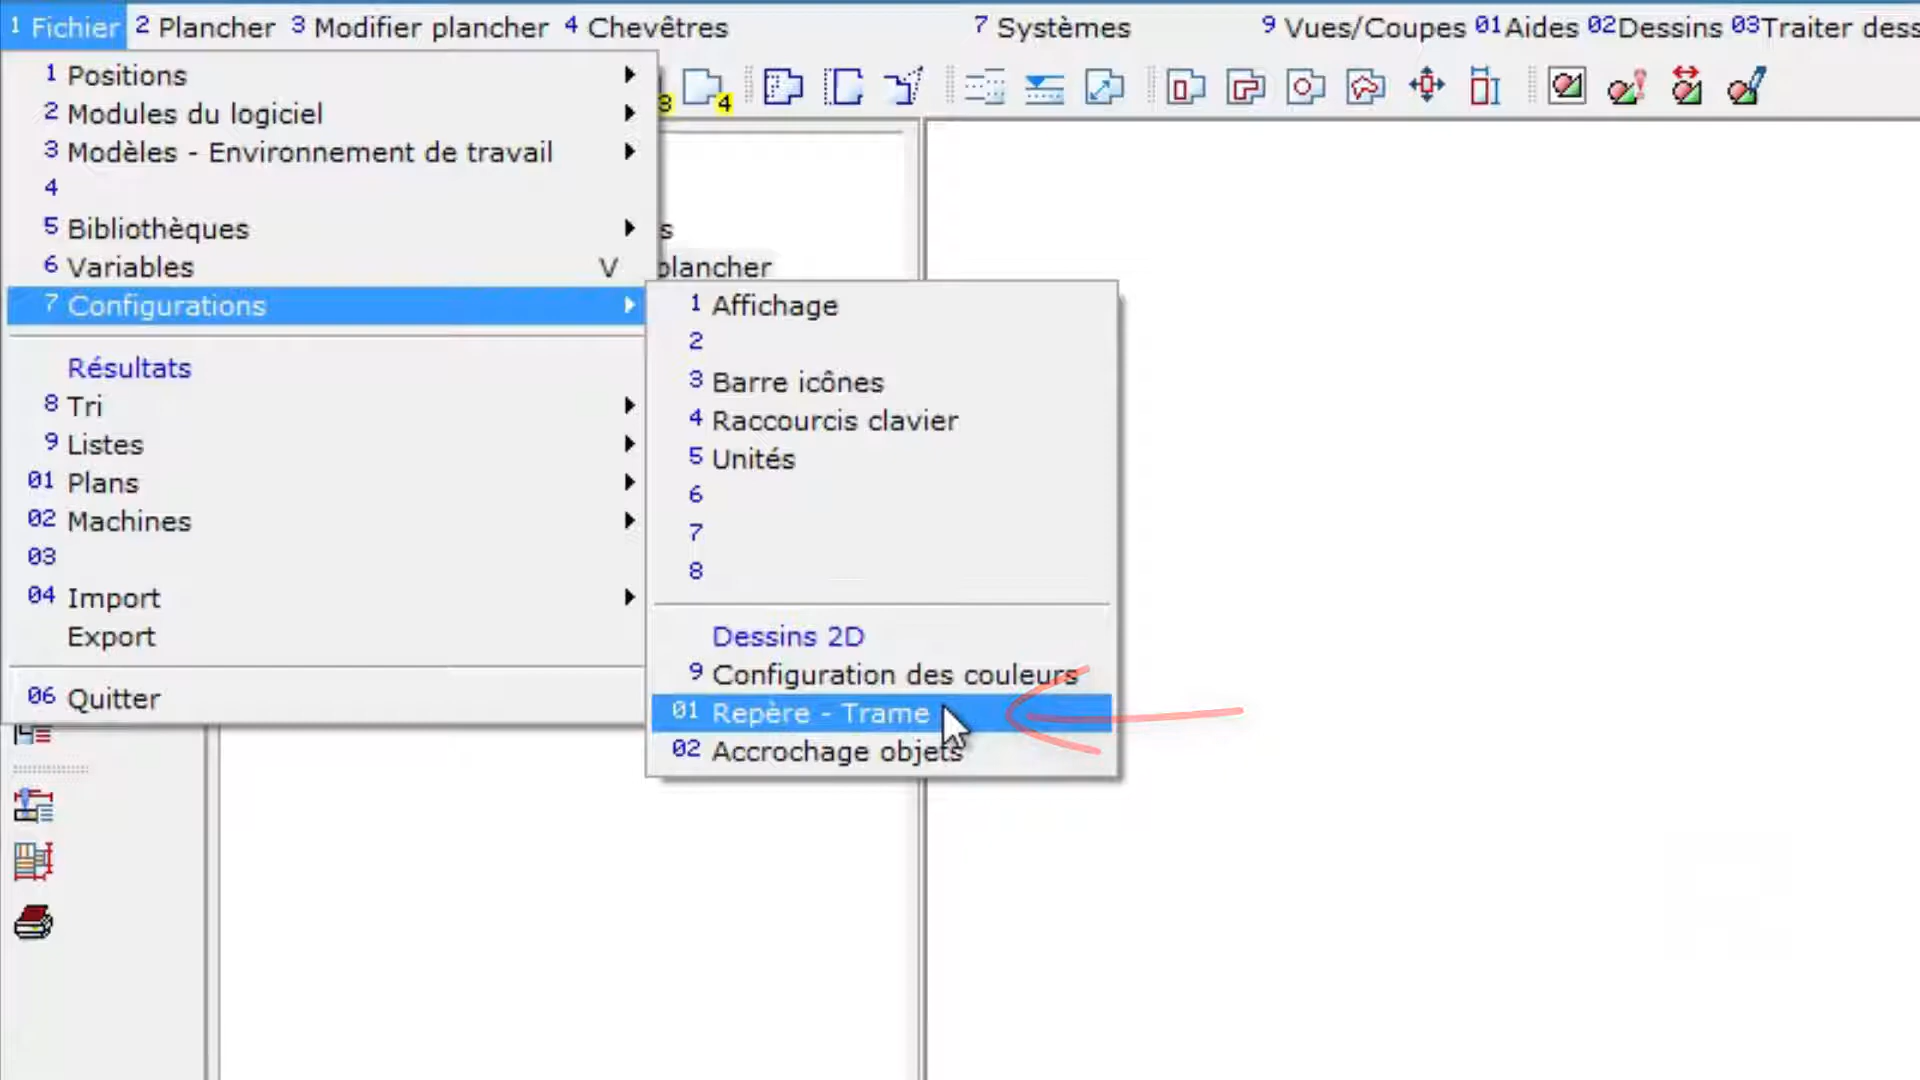 1 Fichier 2 Plancher 3 Modifier plancher 4 Chevêtres 7 Systèmes 9 Vues/Coupes 01 Aides 02 Dessins 03 Traiter dess
1 Positions
2 Modules du logiciel
3 Modèles - Environnement de travail
4
5 Bibliothèques
6 Variables V
7 Configurations
Résultats
8 Tri
9 Listes
01 Plans
02 Machines
03
04 Import
Export
06 Quitter
3 4
s
plancher
1 Affichage
2
3 Barre icônes
4 Raccourcis clavier
5 Unités
6
7
8
Dessins 2D
9 Configuration des couleurs
01 Repère - Trame
02 Accrochage objets